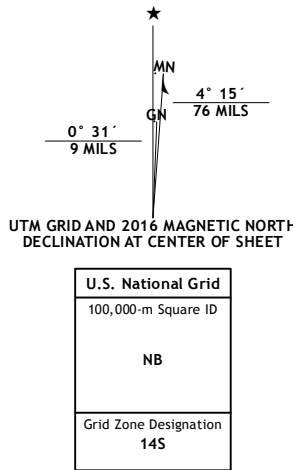 MN
4° 15´
76 MILS
GN
0° 31´
9 MILS
UTM GRID AND 2016 MAGNETIC NORTH
DECLINATION AT CENTER OF SHEET
U.S. National Grid
100,000-m Square ID
NB
Grid Zone Designation
14S